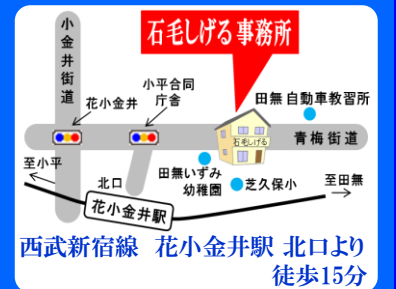 石毛しげる事務所
小金井街道
花小金井
小平合同
庁舎
田無 自動車教習所
石毛しげる
青梅街道
至小平
北口
田無いずみ
幼稚園
芝久保小
至田無
花小金井駅
西武新宿線 花小金井駅 北口より
徒歩15分